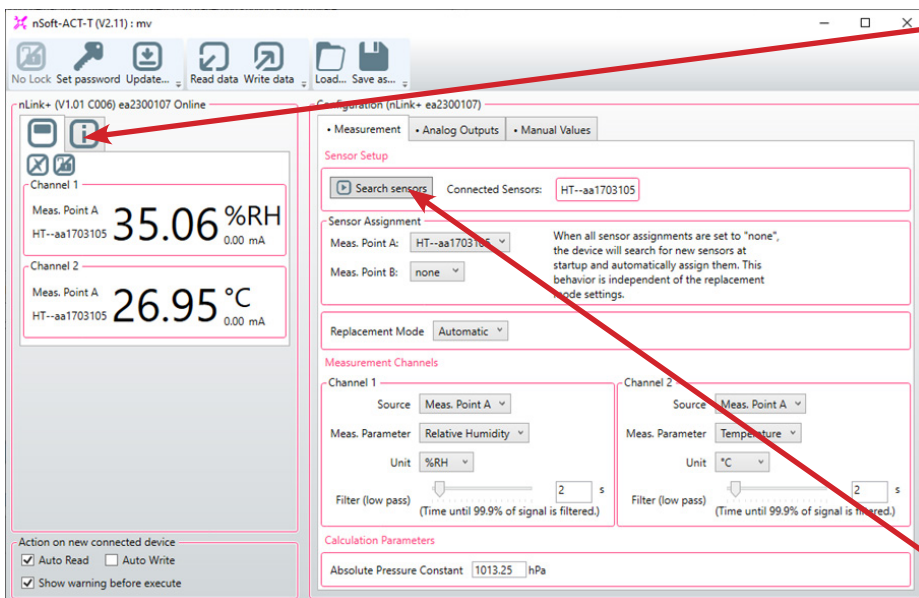 nSoft-ACT-T (V2.11) : mv
No Lock Set password Update... Read data Write data Load... Save as...
nLink+ (V1.01 C006) ea2300107 Online
Channel 1
Meas. Point A
HT--aa1703105
35.06 %RH
0.00 mA
Channel 2
Meas. Point A
HT--aa1703105
26.95 °C
0.00 mA
Action on new connected device
Auto Read Auto Write
Show warning before execute
Configuration (nLink+ ea2300107)
• Measurement • Analog Outputs • Manual Values
Sensor Setup
Search sensors Connected Sensors: HT--aa1703105
Sensor Assignment
Meas. Point A: HT--aa1703105
Meas. Point B: none
When all sensor assignments are set to "none",
the device will search for new sensors at
startup and automatically assign them. This
behavior is independent of the replacement
mode settings.
Replacement Mode Automatic
Measurement Channels
Channel 1
Source Meas. Point A
Meas. Parameter Relative Humidity
Unit %RH
Filter (low pass) 2 s
(Time until 99.9% of signal is filtered.)
Channel 2
Source Meas. Point A
Meas. Parameter Temperature
Unit °C
Filter (low pass) 2 s
(Time until 99.9% of signal is filtered.)
Calculation Parameters
Absolute Pressure Constant 1013.25 hPa